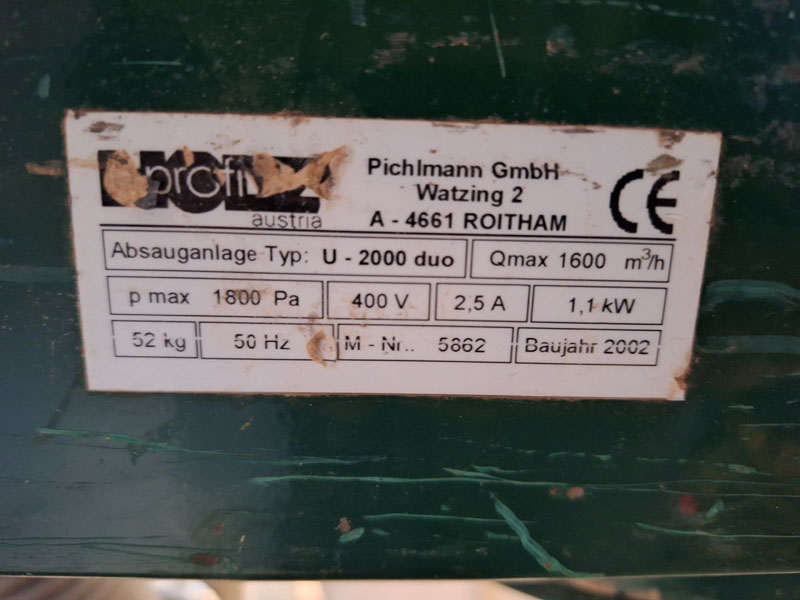 profi
HOLZ
austria
Pichlmann GmbH
Watzing 2
A - 4661 ROITHAM
CE
Absauganlage Typ: U - 2000 duo Qmax 1600 m³/h
p max 1800 Pa 400 V 2,5 A 1,1 kW
52 kg 50 Hz M - Nr.: 5862 Baujahr 2002